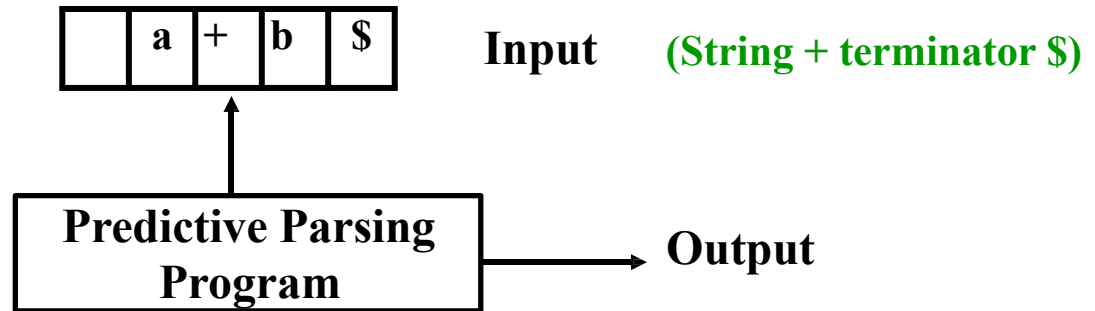 a + b $ Input (String + terminator $)
Predictive Parsing
Program
Output